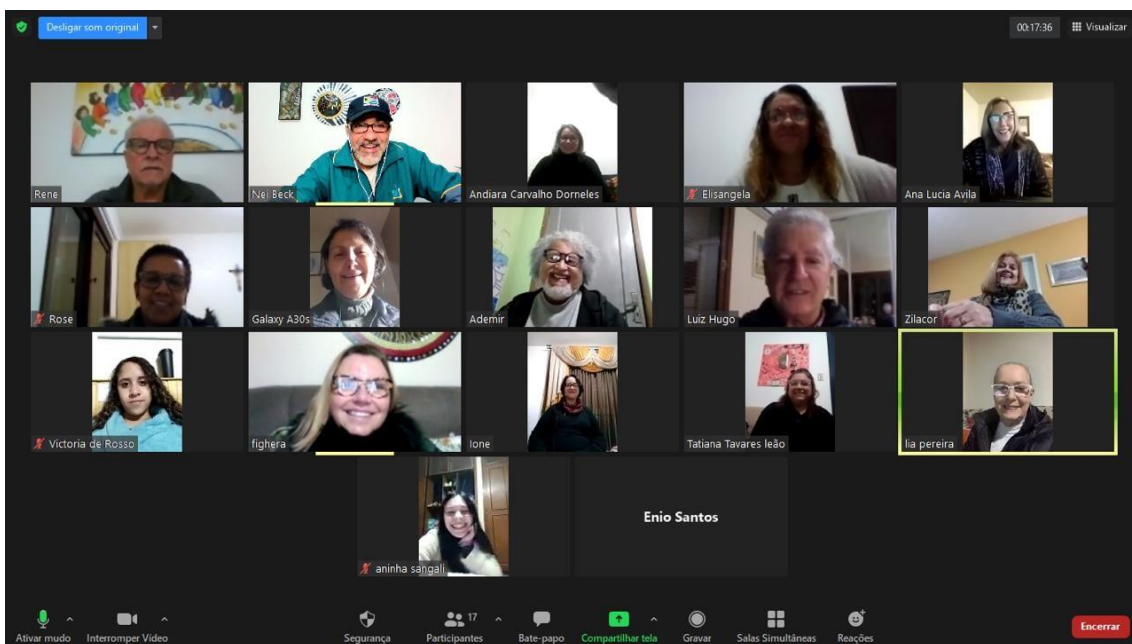 Desligar som original
00:17:36
Visualizar
Rene
Nei Beck
Andiara Carvalho Dorneles
Elisangela
Ana Lucia Avila
Rose
Galaxy A30s
Ademir
Luiz Hugo
Zilacor
Victoria de Rosso
fighera
Ione
Tatiana Tavares leão
lia pereira
aninha sangali
Enio Santos
Ativar mudo
Interromper Vídeo
Segurança
17
Participantes
Bate-papo
Compartilhar tela
Gravar
Salas Simultâneas
Reações
Encerrar